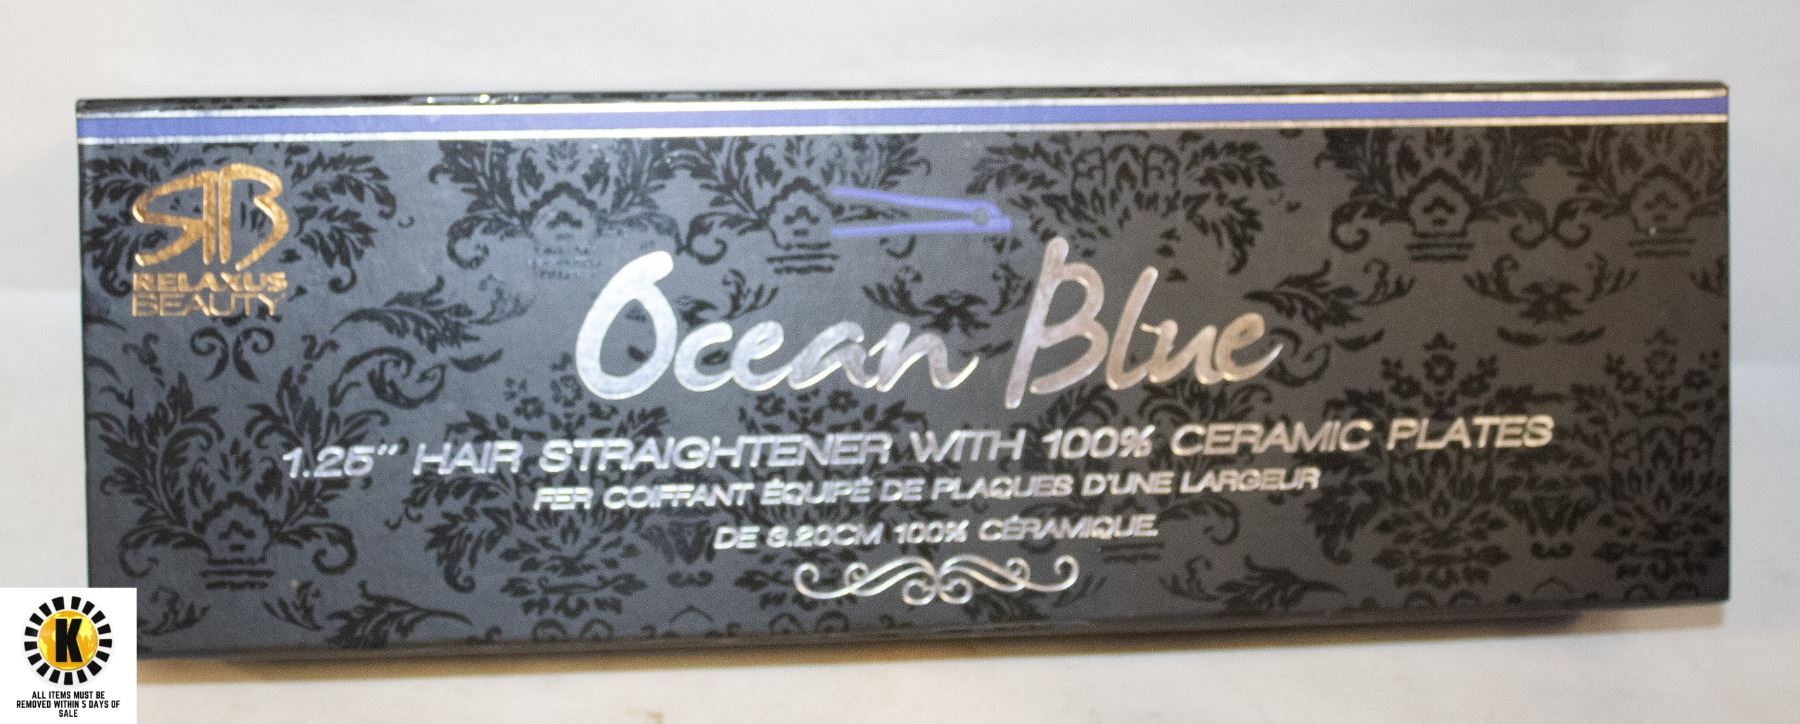 RB
RELAXUS
BEAUTY
Ocean Blue
1.25" HAIR STRAIGHTENER WITH 100% CERAMIC PLATES
FER COIFFANT ÉQUIPÉ DE PLAQUES D'UNE LARGEUR
DE 3.20CM 100% CÉRAMIQUE
K
ALL ITEMS MUST BE
REMOVED WITHIN 5 DAYS OF
SALE